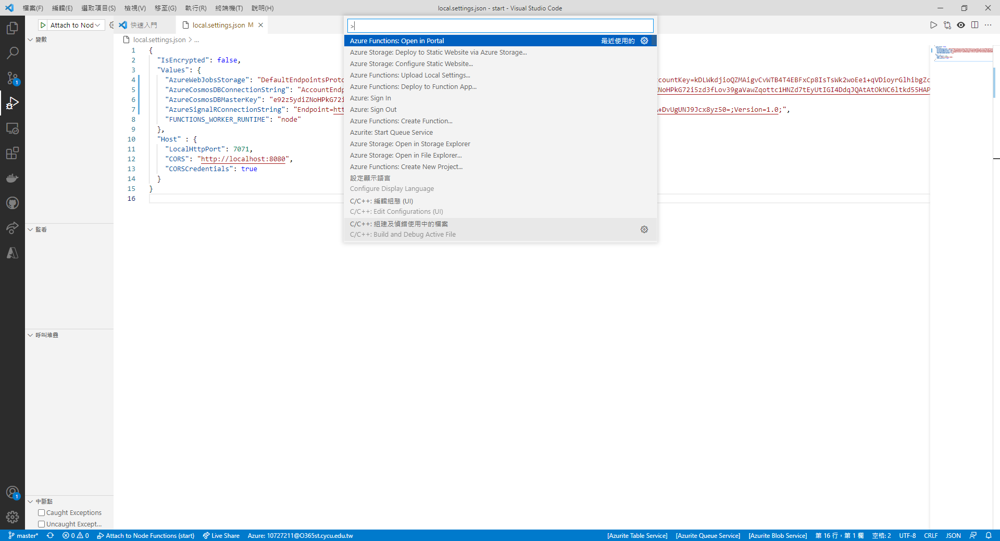 檔案(F) 編輯(E) 選取項目(S) 檢視(V) 移至(G) 執行(R) 終端機(T) 說明(H)
local.settings.json - start - Visual Studio Code
Attach to Nod
快速入門
local.settings.json M
>
變數
local.settings.json > ...
Azure Functions: Open in Portal 最近使用的
Azure Storage: Deploy to Static Website via Azure Storage...
Azure Storage: Configure Static Website...
Azure Functions: Upload Local Settings...
Azure Functions: Deploy to Function App...
Azure: Sign In
Azure: Sign Out
Azure Functions: Create Function...
Azurite: Start Queue Service
Azure Storage: Open in Storage Explorer
Azure Storage: Open in File Explorer...
Azure Functions: Create New Project...
設定顯示語言
Configure Display Language
C/C++: 編輯組態 (UI)
C/C++: Edit Configurations (UI)
C/C++: 組建及偵錯使用中的檔案
C/C++: Build and Debug Active File
1 {
2 "IsEncrypted": false,
3 "Values": {
4 "AzureWebJobsStorage": "DefaultEndpointsProto ccountKey=kDLWkdjioQZMAigvCvWTB4T4EBFxCp8IsTsWk2woEe1+qVDioyrGlhibgZc
5 "AzureCosmosDBConnectionString": "AccountEndp ZNoHPkG72i5zd3fLov39gaVawZqottc1HNZd7tEyUtIGI4DdqJQAtAtOkNC6ltkd55HAP
6 "AzureCosmosDBMasterKey": "e92z5ydiZNoHPkG72i
7 "AzureSignalRConnectionString": "Endpoint=htt A+DvUgUNJ9Jcx8yz50=;Version=1.0;",
8 "FUNCTIONS_WORKER_RUNTIME": "node"
9 },
10 "Host" : {
11 "LocalHttpPort": 7071,
12 "CORS": "http://localhost:8080",
13 "CORSCredentials": true
14 }
15 }
16
監看
呼叫堆疊
中斷點
Caught Exceptions
Uncaught Except...
1
1
master* 0 0 Attach to Node Functions (start) Live Share Azure: 10727211@O365st.cycu.edu.tw [Azurite Table Service] [Azurite Queue Service] [Azurite Blob Service] 第 16 行，第 1 欄 空格: 2 UTF-8 CRLF JSON